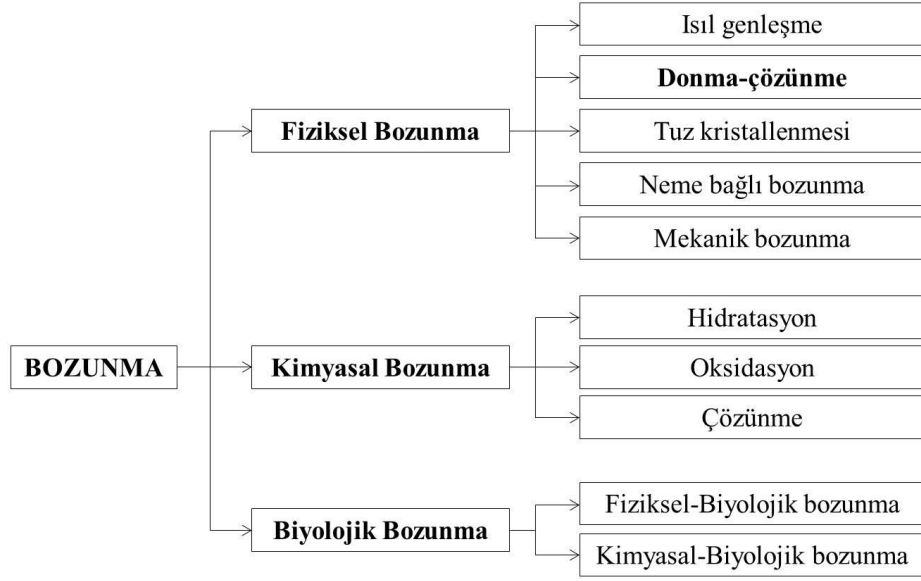 BOZUNMA
Fiziksel Bozunma
Isıl genleşme
Donma-çözünme
Tuz kristallenmesi
Neme bağlı bozunma
Mekanik bozunma
Kimyasal Bozunma
Hidratasyon
Oksidasyon
Çözünme
Biyolojik Bozunma
Fiziksel-Biyolojik bozunma
Kimyasal-Biyolojik bozunma